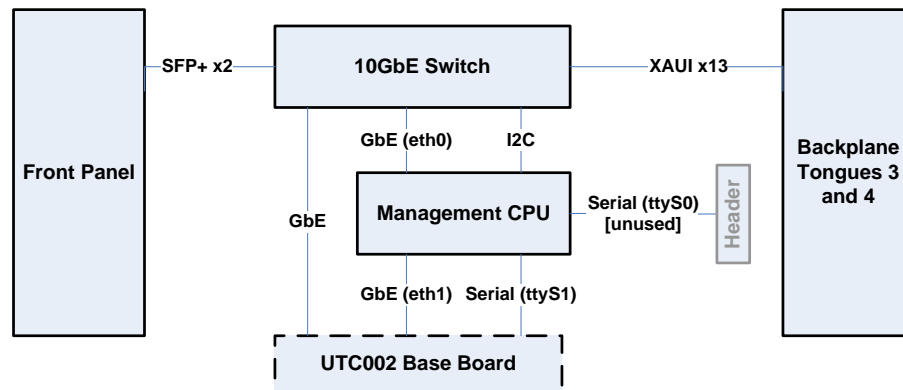 SFP+ x2
10GbE Switch
XAUI x13
GbE (eth0)
I2C
Front Panel
Backplane
Tongues 3
and 4
Management CPU
Serial (ttyS0)
[unused]
Header
GbE
GbE (eth1)
Serial (ttyS1)
UTC002 Base Board